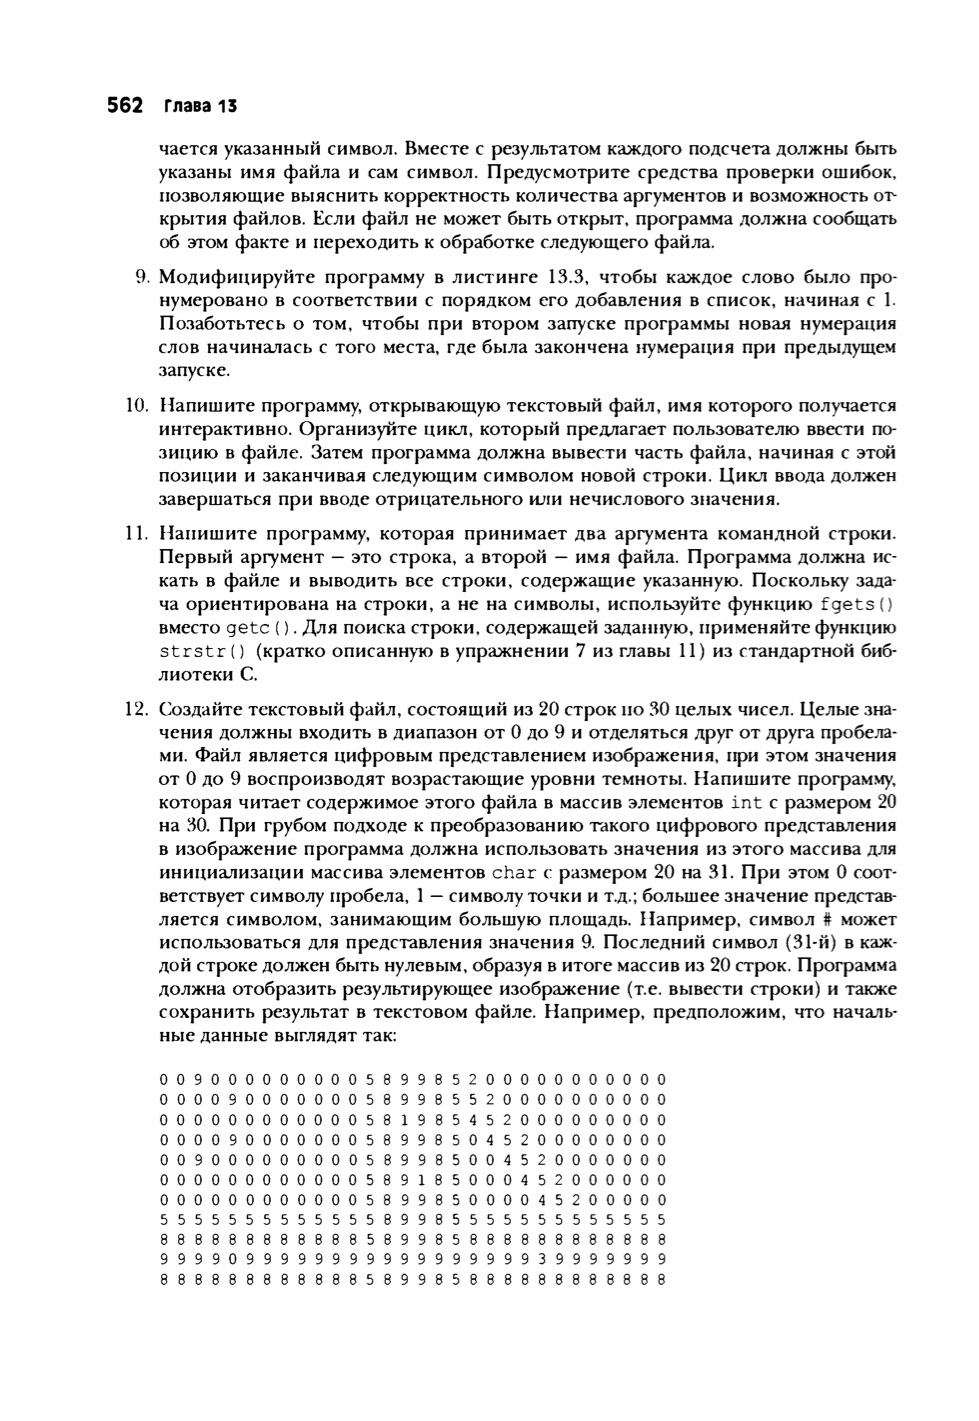 562 Глава 13
чается указанный символ. Вместе с результатом каждого подсчета должны быть
указаны имя файла и сам символ. Предусмотрите средства проверки ошибок,
позволяющие выяснить корректность количества аргументов и возможность от-
крытия файлов. Если файл не может быть открыт, программа должна сообщать
об этом факте и переходить к обработке следующего файла.
9. Модифицируйте программу в листинге 13.3, чтобы каждое слово было про-
нумеровано в соответствии с порядком его добавления в список, начиная с 1.
Позаботьтесь о том, чтобы при втором запуске программы новая нумерация
слов начиналась с того места, где была закончена нумерация при предыдущем
запуске.
10. Напишите программу, открывающую текстовый файл, имя которого получается
интерактивно. Организуйте цикл, который предлагает пользователю ввести по-
зицию в файле. Затем программа должна вывести часть файла, начиная с этой
позиции и заканчивая следующим символом новой строки. Цикл ввода должен
завершаться при вводе отрицательного или нечислового значения.
11. Напишите программу, которая принимает два аргумента командной строки.
Первый аргумент — это строка, а второй — имя файла. Программа должна ис-
кать в файле и выводить все строки, содержащие указанную. Поскольку зада-
ча ориентирована на строки, а не на символы, используйте функцию fgets()
вместо getc(). Для поиска строки, содержащей заданную, применяйте функцию
strstr() (кратко описанную в упражнении 7 из главы 11) из стандартной биб-
лиотеки C.
12. Создайте текстовый файл, состоящий из 20 строк по 30 целых чисел. Целые зна-
чения должны входить в диапазон от 0 до 9 и отделяться друг от друга пробела-
ми. Файл является цифровым представлением изображения, при этом значения
от 0 до 9 воспроизводят возрастающие уровни темноты. Напишите программу,
которая читает содержимое этого файла в массив элементов int с размером 20
на 30. При грубом подходе к преобразованию такого цифрового представления
в изображение программа должна использовать значения из этого массива для
инициализации массива элементов char с размером 20 на 31. При этом 0 соот-
ветствует символу пробела, 1 — символу точки и т.д.; большее значение представ-
ляется символом, занимающим большую площадь. Например, символ # может
использоваться для представления значения 9. Последний символ (31-й) в каж-
дой строке должен быть нулевым, образуя в итоге массив из 20 строк. Программа
должна отобразить результирующее изображение (т.е. вывести строки) и также
сохранить результат в текстовом файле. Например, предположим, что началь-
ные данные выглядят так:
0 0 9 0 0 0 0 0 0 0 0 0 5 8 9 9 8 5 2 0 0 0 0 0 0 0 0 0 0 0
0 0 0 0 9 0 0 0 0 0 0 0 5 8 9 9 8 5 5 2 0 0 0 0 0 0 0 0 0 0
0 0 0 0 0 0 0 0 0 0 0 0 5 8 1 9 8 5 4 5 2 0 0 0 0 0 0 0 0 0
0 0 0 0 9 0 0 0 0 0 0 0 5 8 9 9 8 5 0 4 5 2 0 0 0 0 0 0 0 0
0 0 9 0 0 0 0 0 0 0 0 0 5 8 9 9 8 5 0 0 4 5 2 0 0 0 0 0 0 0
0 0 0 0 0 0 0 0 0 0 0 0 5 8 9 1 8 5 0 0 0 4 5 2 0 0 0 0 0 0
0 0 0 0 0 0 0 0 0 0 0 0 5 8 9 9 8 5 0 0 0 0 4 5 2 0 0 0 0 0
5 5 5 5 5 5 5 5 5 5 5 5 5 8 9 9 8 5 5 5 5 5 5 5 5 5 5 5 5 5
8 8 8 8 8 8 8 8 8 8 8 8 5 8 9 9 8 5 8 8 8 8 8 8 8 8 8 8 8 8
9 9 9 9 0 9 9 9 9 9 9 9 9 9 9 9 9 9 9 9 9 9 3 9 9 9 9 9 9 9
8 8 8 8 8 8 8 8 8 8 8 8 5 8 9 9 8 5 8 8 8 8 8 8 8 8 8 8 8 8